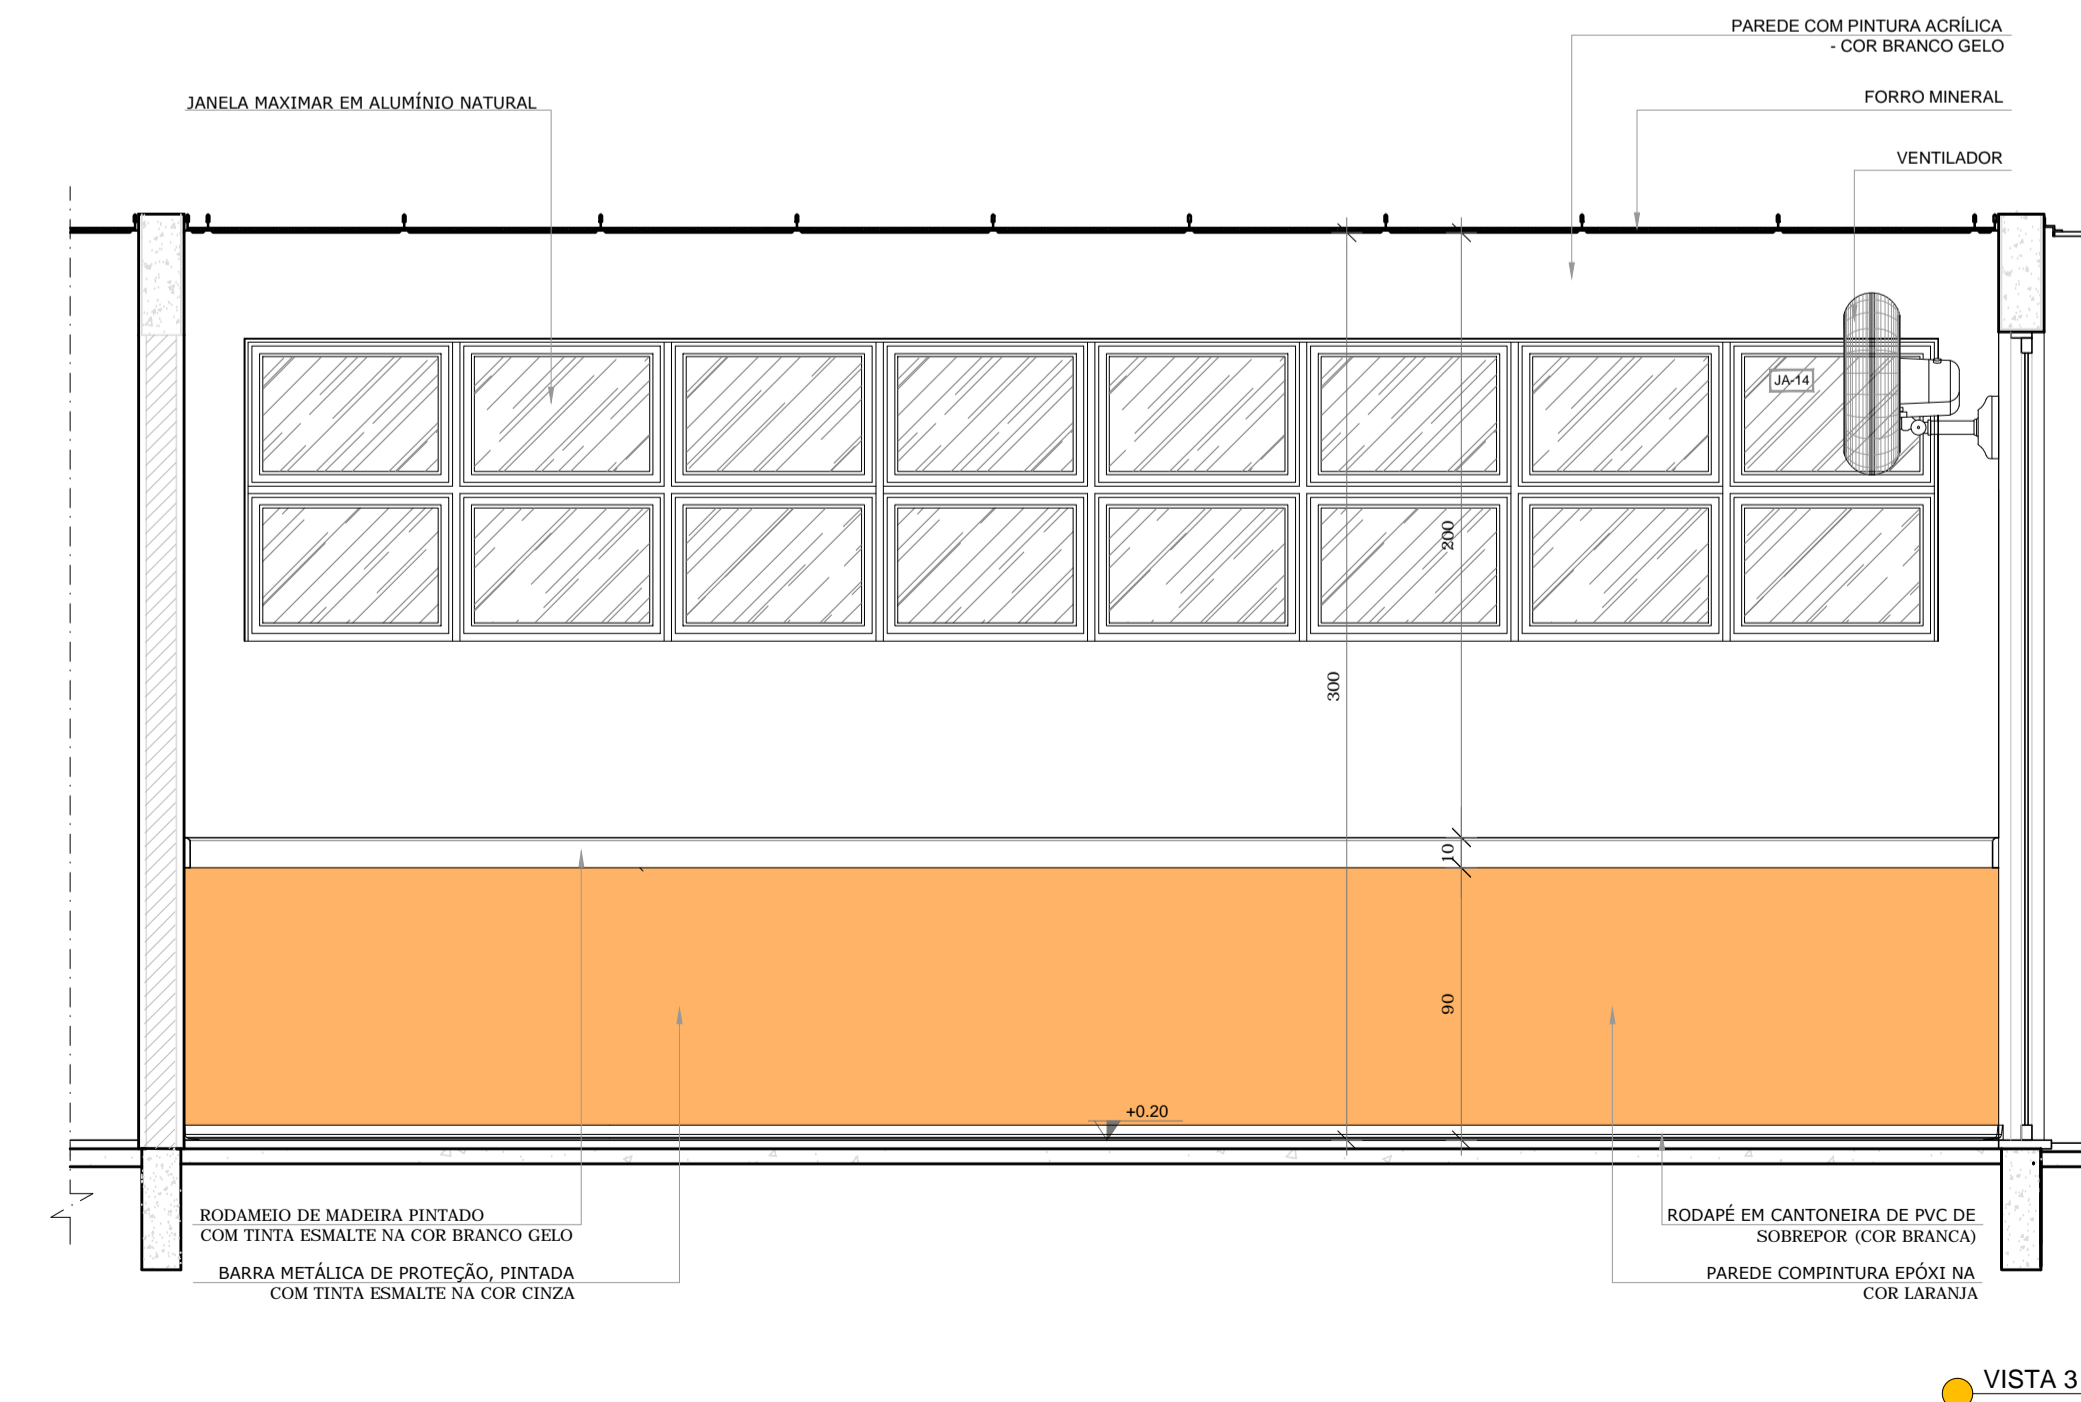 PAREDE COM PINTURA ACRÍLICA
- COR BRANCO GELO
JANELA MAXIMAR EM ALUMÍNIO NATURAL
FORRO MINERAL
VENTILADOR
JA-14
200
300
10
90
+0.20
RODAMEIO DE MADEIRA PINTADO
COM TINTA ESMALTE NA COR BRANCO GELO
BARRA METÁLICA DE PROTEÇÃO, PINTADA
COM TINTA ESMALTE NA COR CINZA
RODAPÉ EM CANTONEIRA DE PVC DE
SOBREPOR (COR BRANCA)
PAREDE COMPINTURA EPÓXI NA
COR LARANJA
VISTA 3